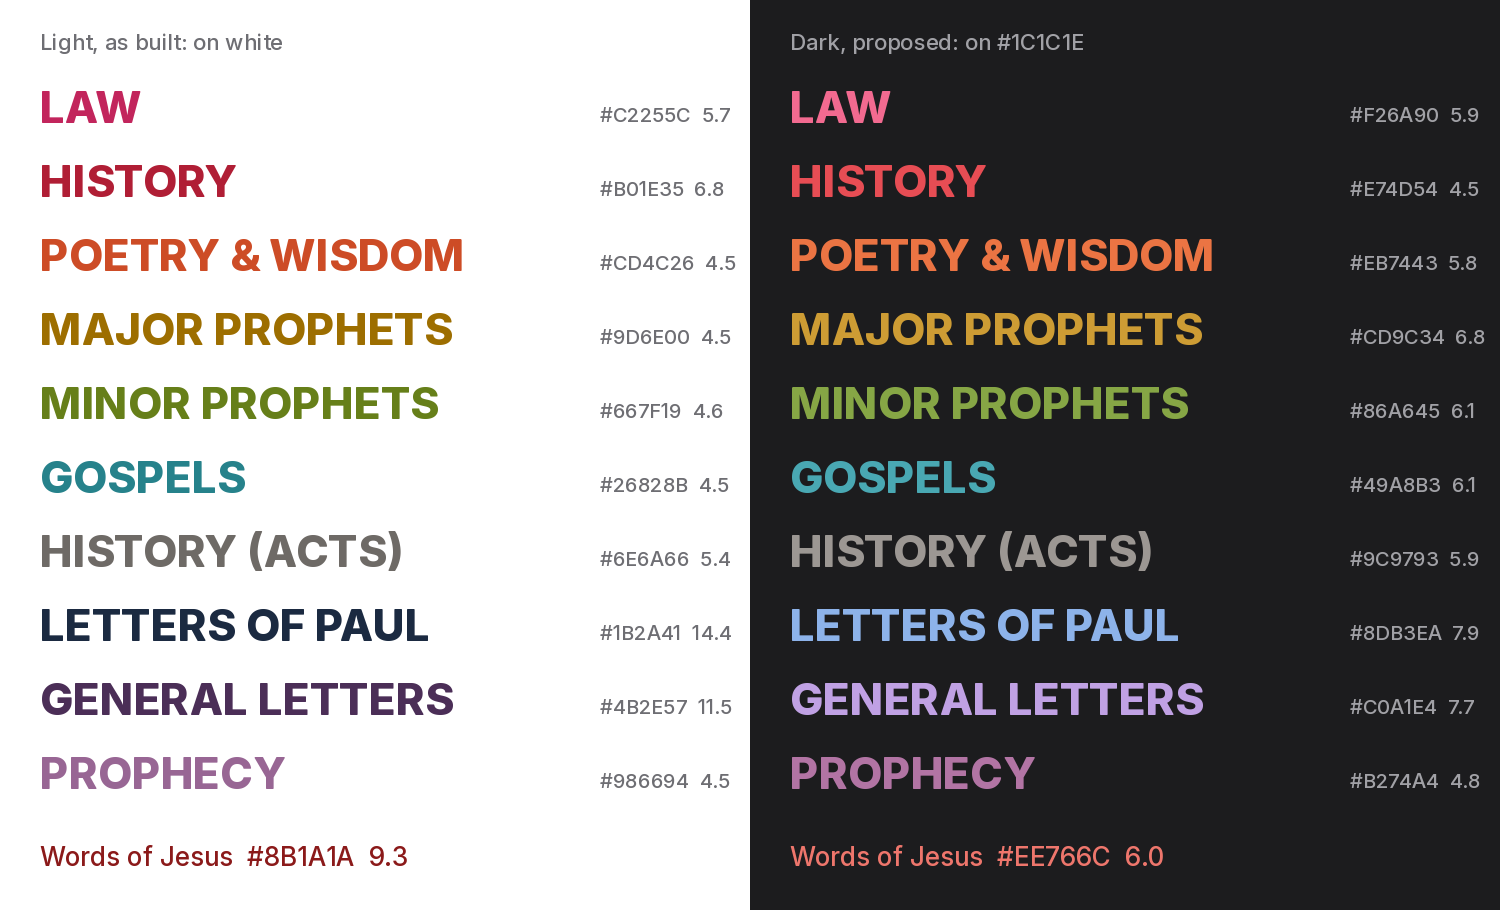 Light, as built: on white
LAW #C2255C 5.7
HISTORY #B01E35 6.8
POETRY & WISDOM #CD4C26 4.5
MAJOR PROPHETS #9D6E00 4.5
MINOR PROPHETS #667F19 4.6
GOSPELS #26828B 4.5
HISTORY (ACTS) #6E6A66 5.4
LETTERS OF PAUL #1B2A41 14.4
GENERAL LETTERS #4B2E57 11.5
PROPHECY #986694 4.5
Words of Jesus #8B1A1A 9.3
Dark, proposed: on #1C1C1E
LAW #F26A90 5.9
HISTORY #E74D54 4.5
POETRY & WISDOM #EB7443 5.8
MAJOR PROPHETS #CD9C34 6.8
MINOR PROPHETS #86A645 6.1
GOSPELS #49A8B3 6.1
HISTORY (ACTS) #9C9793 5.9
LETTERS OF PAUL #8DB3EA 7.9
GENERAL LETTERS #C0A1E4 7.7
PROPHECY #B274A4 4.8
Words of Jesus #EE766C 6.0